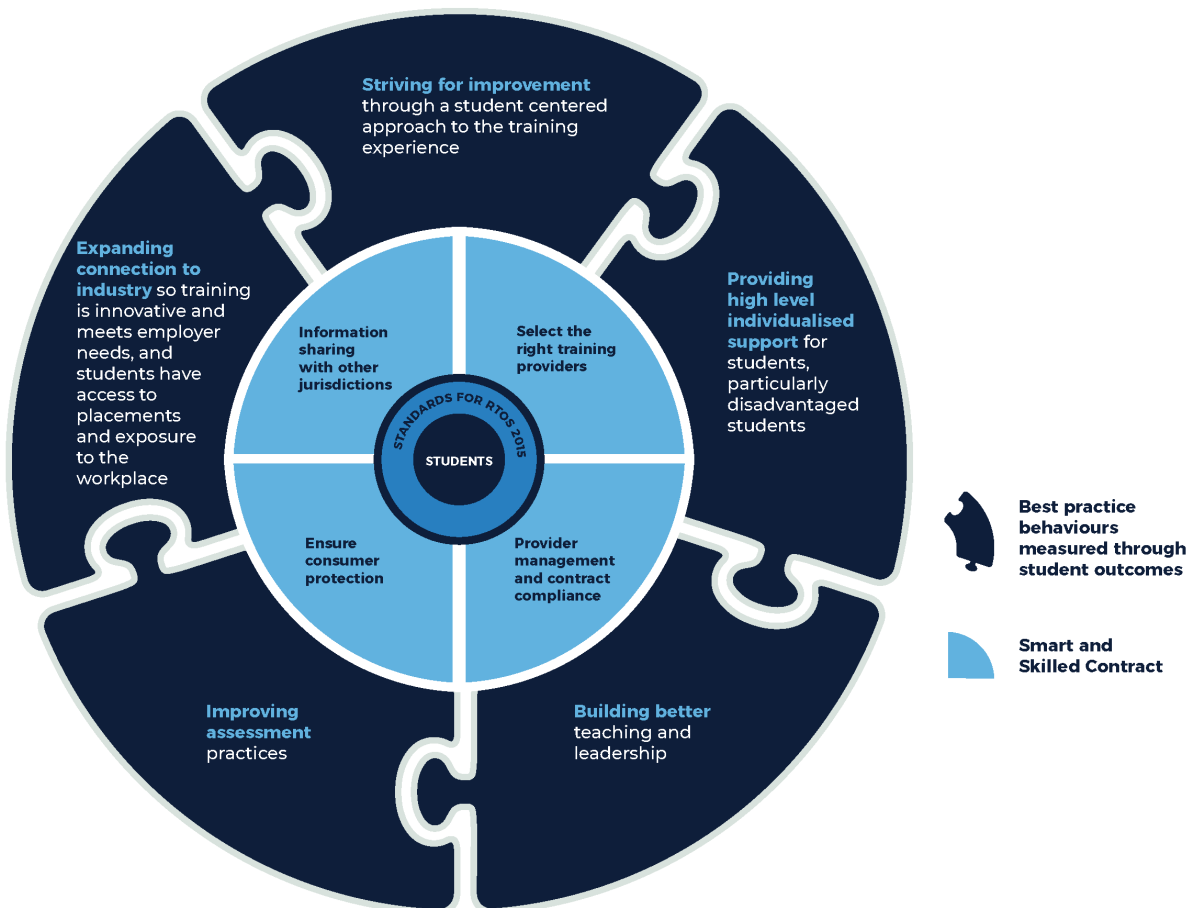 Striving for improvement
through a student centered
approach to the training
experience
Expanding
connection to
industry so training
is innovative and
meets employer
needs, and
students have
access to
placements
and exposure
to the
workplace
Providing
high level
individualised
support for
students,
particularly
disadvantaged
students
Information
sharing
with other
jurisdictions
Select the
right training
providers
STANDARDS FOR RTOS 2015
STUDENTS
Ensure
consumer
protection
Provider
management
and contract
compliance
Improving
assessment
practices
Building better
teaching and
leadership
Best practice
behaviours
measured through
student outcomes
Smart and
Skilled Contract